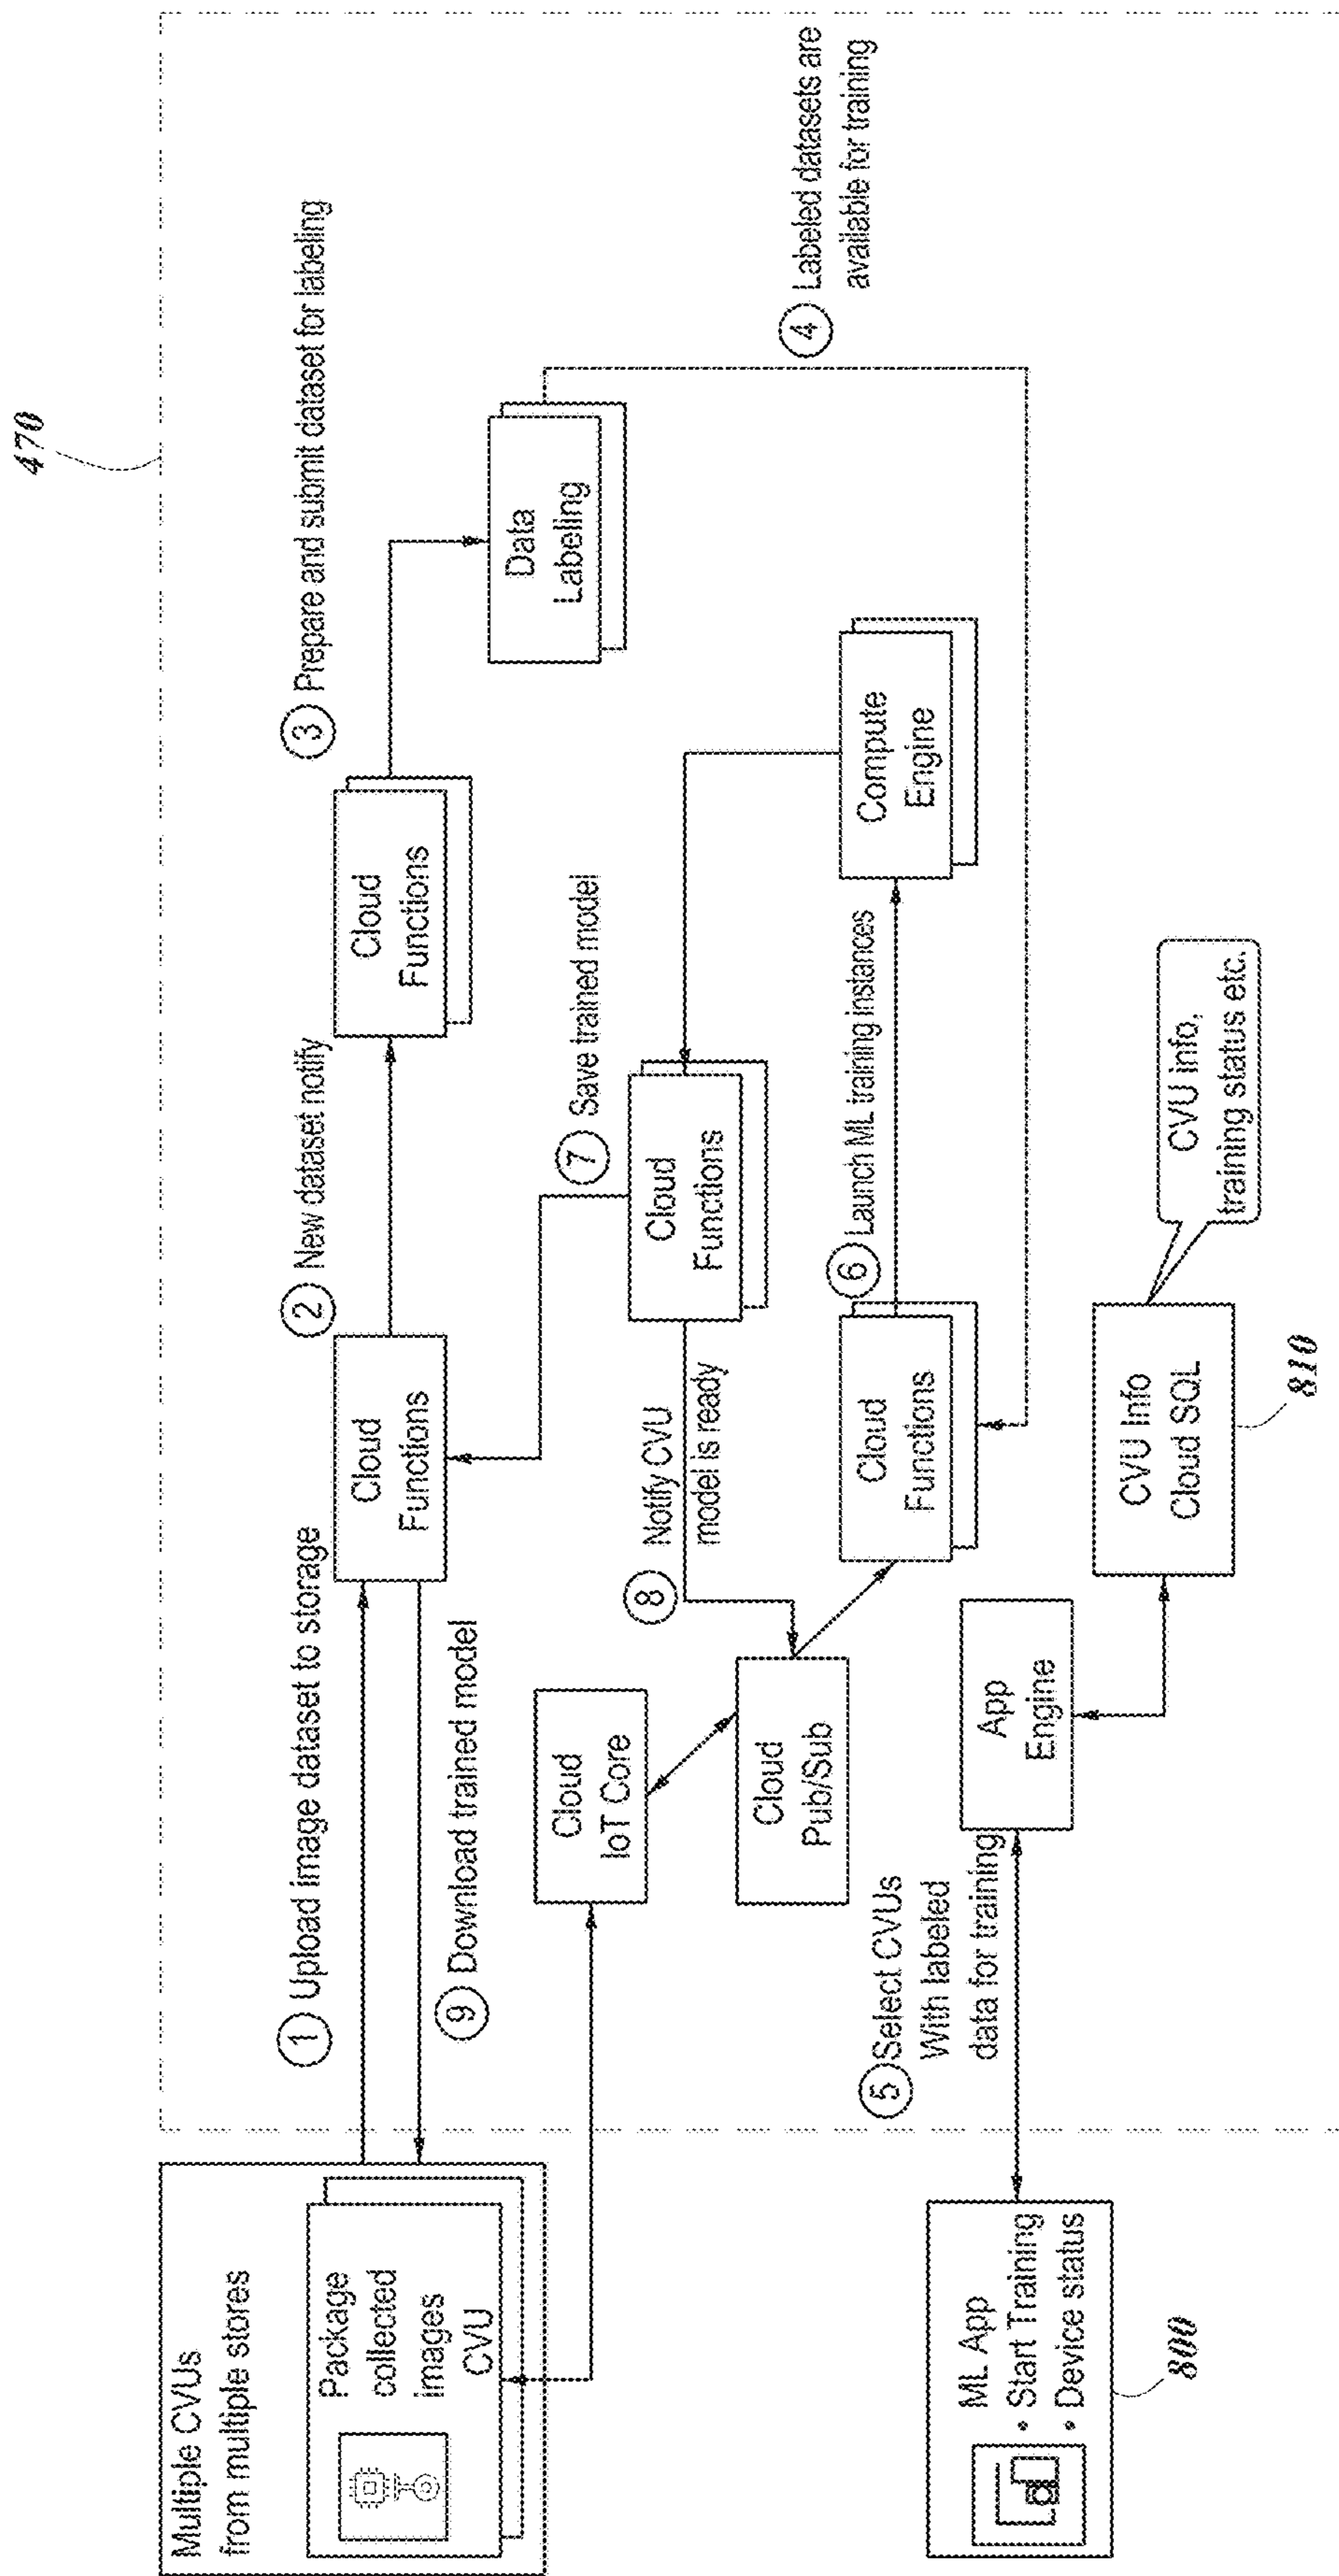 470
Multiple CVUs
from multiple stores
Package
collected
images
CVU
1 Upload image dataset to storage
9 Download trained model
Cloud
Functions
2 New dataset notify
Cloud
Functions
3 Prepare and submit dataset for labeling
Data
Labeling
4 Labeled datasets are
available for training
Cloud
IoT Core
Cloud
Pub/Sub
8 Notify CVU
model is ready
Cloud
Functions
7 Save trained model
Cloud
Functions
6 Launch ML training instances
Compute
Engine
ML App
• Start Training
• Device status
800
5 Select CVUs
With labeled
data for training
App
Engine
CVU Info
Cloud SQL
810
CVU info,
training status etc.